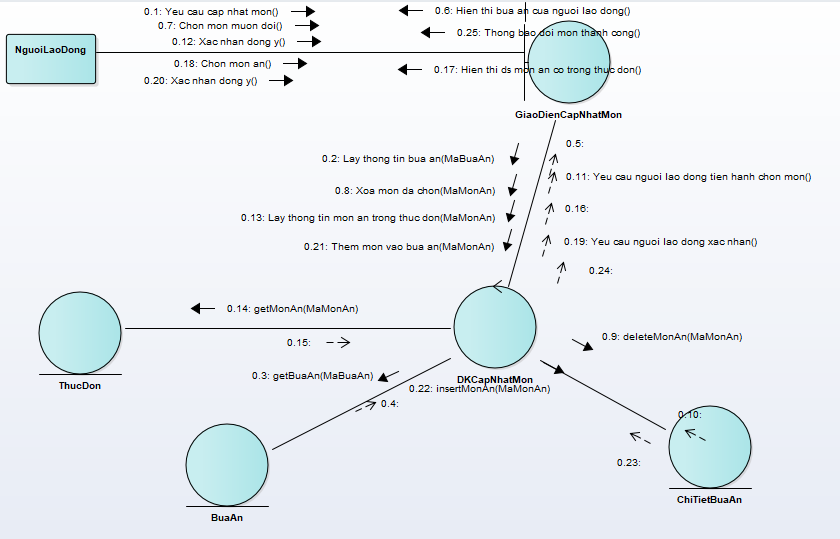 0.1: Yeu cau cap nhat mon()
0.6: Hien thi bua an cua nguoi lao dong()
0.7: Chon mon muon doi()
0.25: Thong bao doi mon thanh cong()
0.12: Xac nhan dong y()
NguoiLaoDong
0.18: Chon mon an()
0.17: Hien thi ds mon an co trong thuc don()
0.20: Xac nhan dong y()
GiaoDienCapNhatMon
0.5:
0.2: Lay thong tin bua an(MaBuaAn)
0.11: Yeu cau nguoi lao dong tien hanh chon mon()
0.8: Xoa mon da chon(MaMonAn)
0.16:
0.13: Lay thong tin mon an trong thuc don(MaMonAn)
0.19: Yeu cau nguoi lao dong xac nhan()
0.21: Them mon vao bua an(MaMonAn)
0.24:
0.14: getMonAn(MaMonAn)
0.9: deleteMonAn(MaMonAn)
0.15:
0.3: getBuaAn(MaBuaAn)
DKCapNhatMon
ThucDon
0.22: insertMonAn(MaMonAn)
0.4:
0.10:
0.23:
ChiTietBuaAn
BuaAn